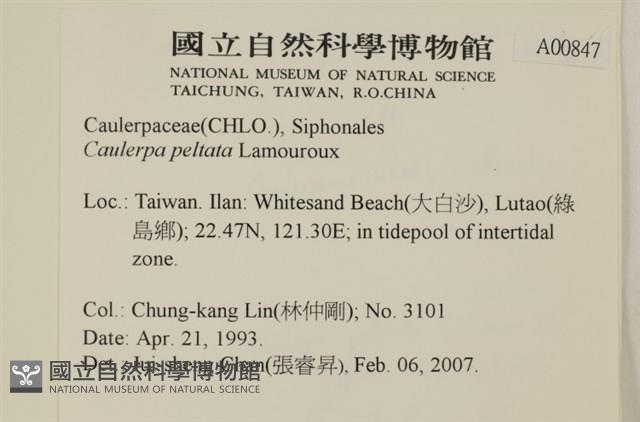 國立自然科學博物館
A00847
NATIONAL MUSEUM OF NATURAL SCIENCE
TAICHUNG, TAIWAN, R.O.CHINA
Caulerpaceae(CHLO.), Siphonales
Caulerpa peltata Lamouroux
Loc.: Taiwan. Ilan: Whitesand Beach(大白沙), Lutao(綠
島鄉); 22.47N, 121.30E; in tidepool of intertidal
zone.
Col.: Chung-kang Lin(林仲剛); No. 3101
Date: Apr. 21, 1993.
(張睿昇), Feb. 06, 2007.
國立自然科學博物館
NATIONAL MUSEUM OF NATURAL SCIENCE